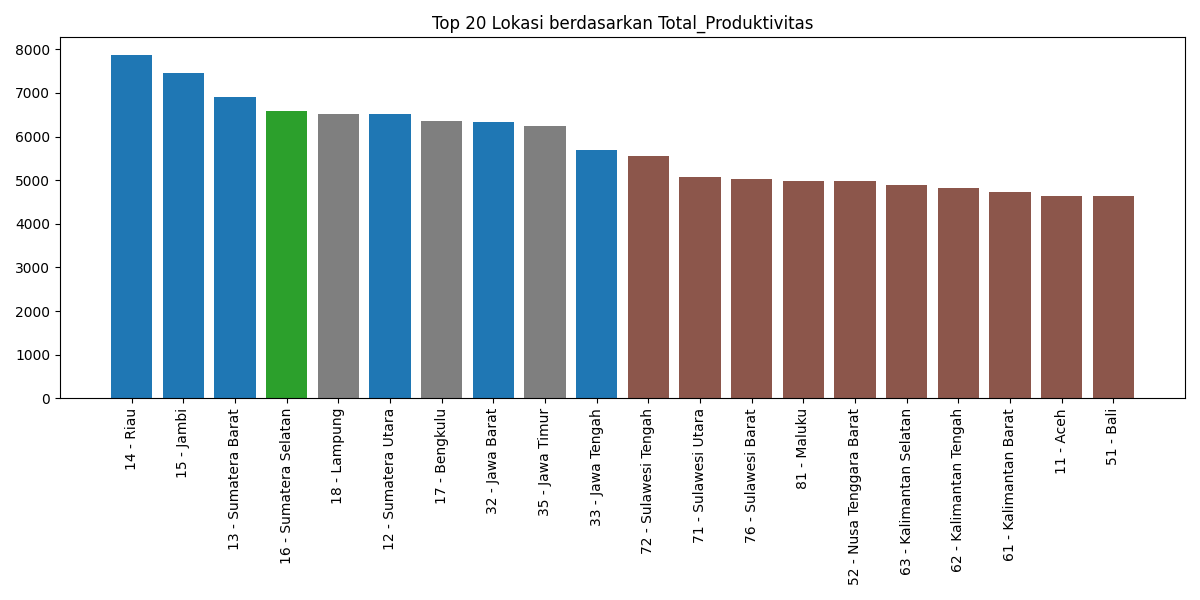 Top 20 Lokasi berdasarkan Total_Produktivitas
8000
7000
6000
5000
4000
3000
2000
1000
0
14 - Riau
15 - Jambi
13 - Sumatera Barat
16 - Sumatera Selatan
18 - Lampung
12 - Sumatera Utara
17 - Bengkulu
32 - Jawa Barat
35 - Jawa Timur
33 - Jawa Tengah
72 - Sulawesi Tengah
71 - Sulawesi Utara
76 - Sulawesi Barat
81 - Maluku
52 - Nusa Tenggara Barat
63 - Kalimantan Selatan
62 - Kalimantan Tengah
61 - Kalimantan Barat
11 - Aceh
51 - Bali